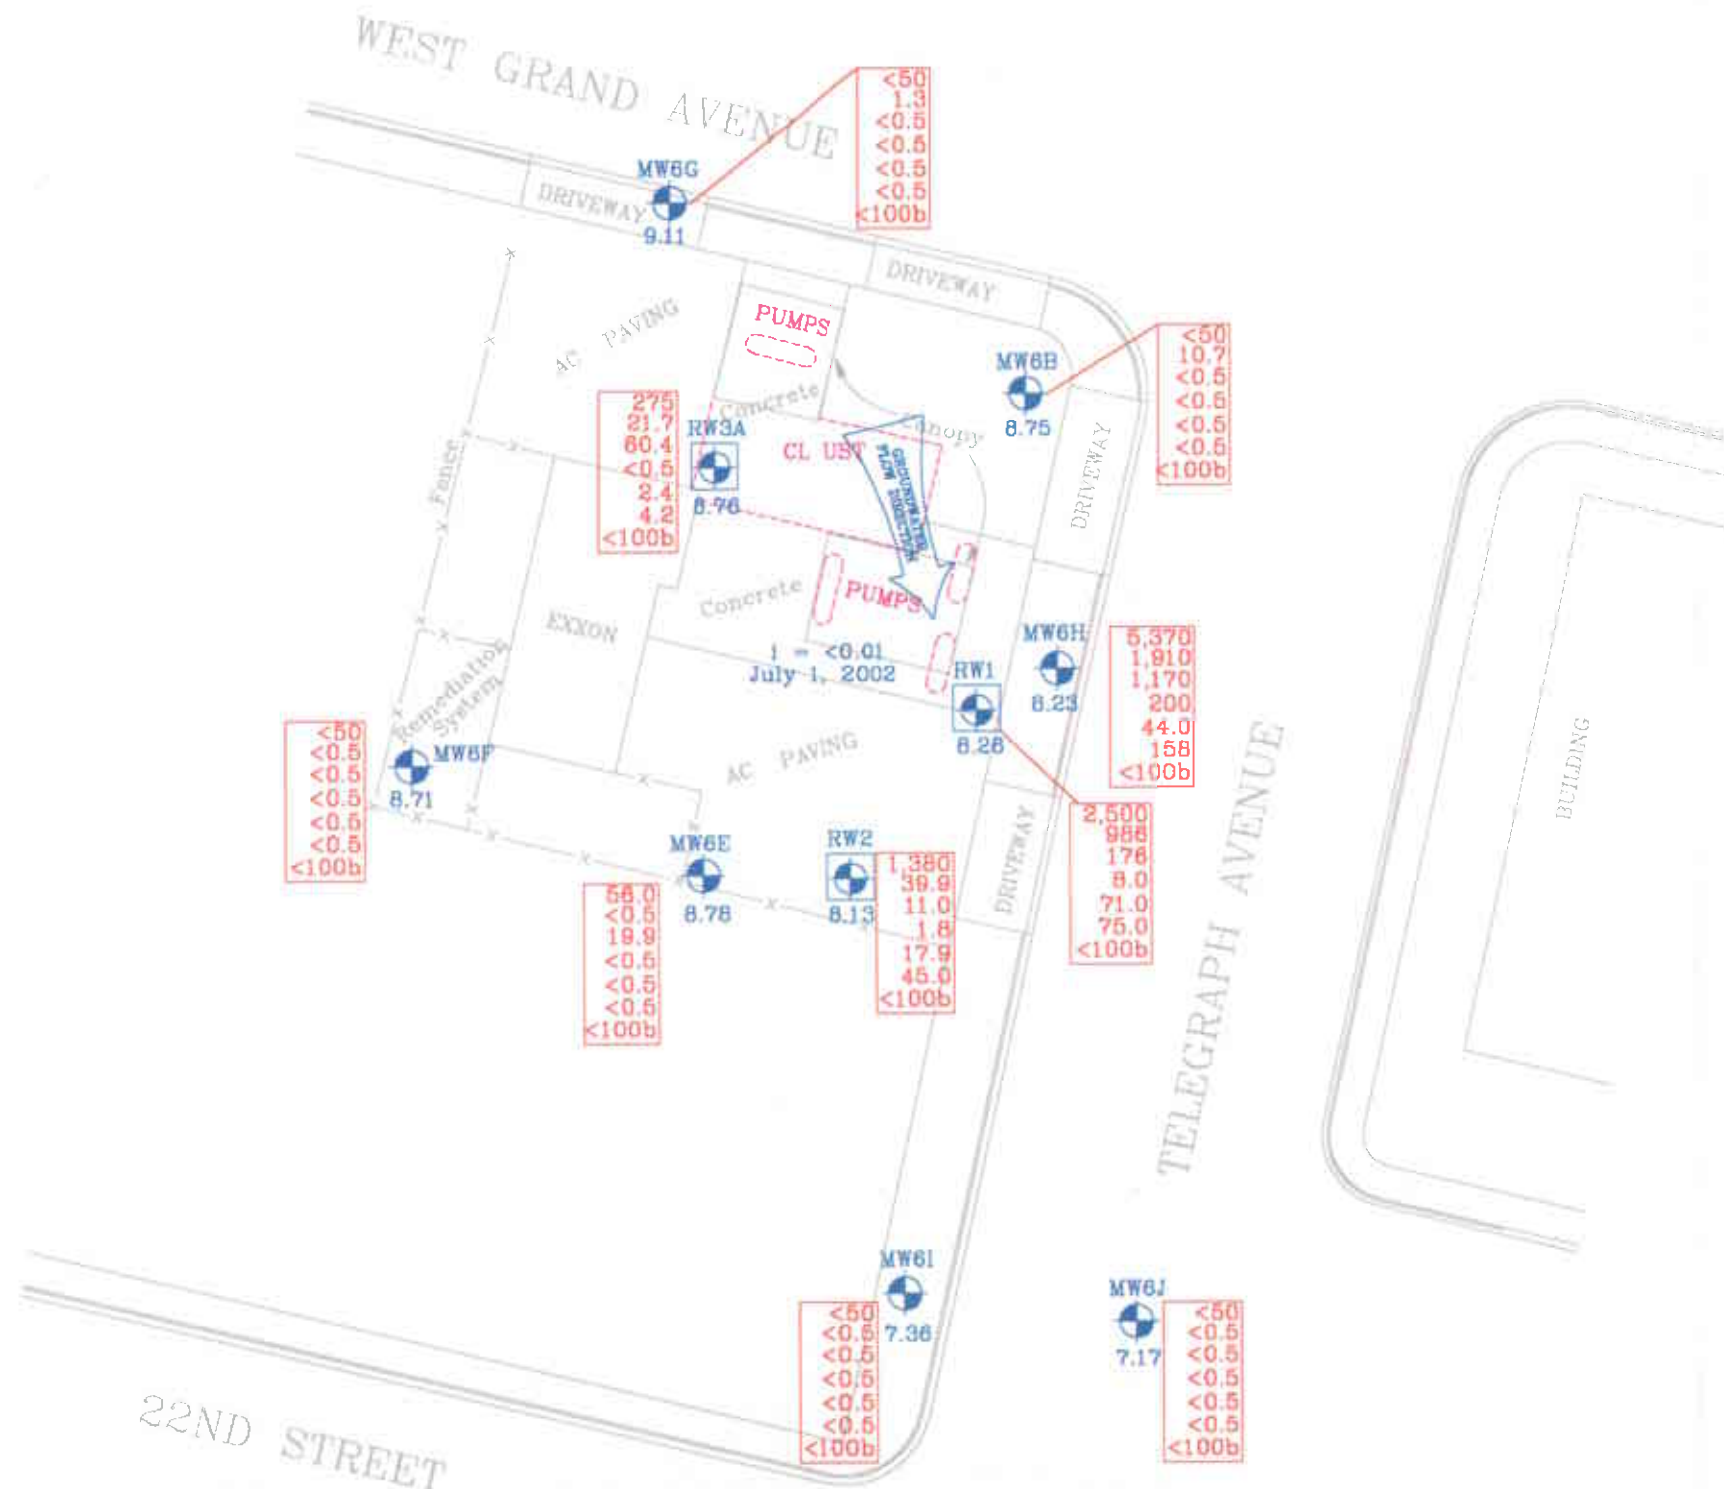 WEST GRAND AVENUE
<50
1.3
<0.5
<0.5
<0.5
<0.5
<100b
MW6G
9.11
DRIVEWAY
DRIVEWAY
AC PAVING
PUMPS
Concrete
Canopy
MW6B
8.75
<50
10.7
<0.5
<0.5
<0.5
<0.5
<100b
275
21.7
60.4
<0.5
2.4
4.2
<100b
RW3A
8.76
CL UST
GROUNDWATER
FLOW DIRECTION
DRIVEWAY
Fence
Concrete
PUMPS
EXXON
i = <0.01
July 1, 2002
MW6H
8.23
5,370
1,910
1,170
200
44.0
158
<100b
RW1
8.26
2,500
986
176
8.0
71.0
75.0
<100b
Remediation
System
<50
<0.5
<0.5
<0.5
<0.5
<0.5
<100b
MW6F
8.71
AC PAVING
MW6E
8.78
56.0
<0.5
19.9
<0.5
<0.5
<0.5
<100b
RW2
8.13
1,380
39.9
11.0
1.8
17.9
45.0
<100b
DRIVEWAY
TELEGRAPH AVENUE
BUILDING
MW6I
7.36
<50
<0.5
<0.5
<0.5
<0.5
<0.5
<100b
MW6J
7.17
<50
<0.5
<0.5
<0.5
<0.5
<0.5
<100b
22ND STREET